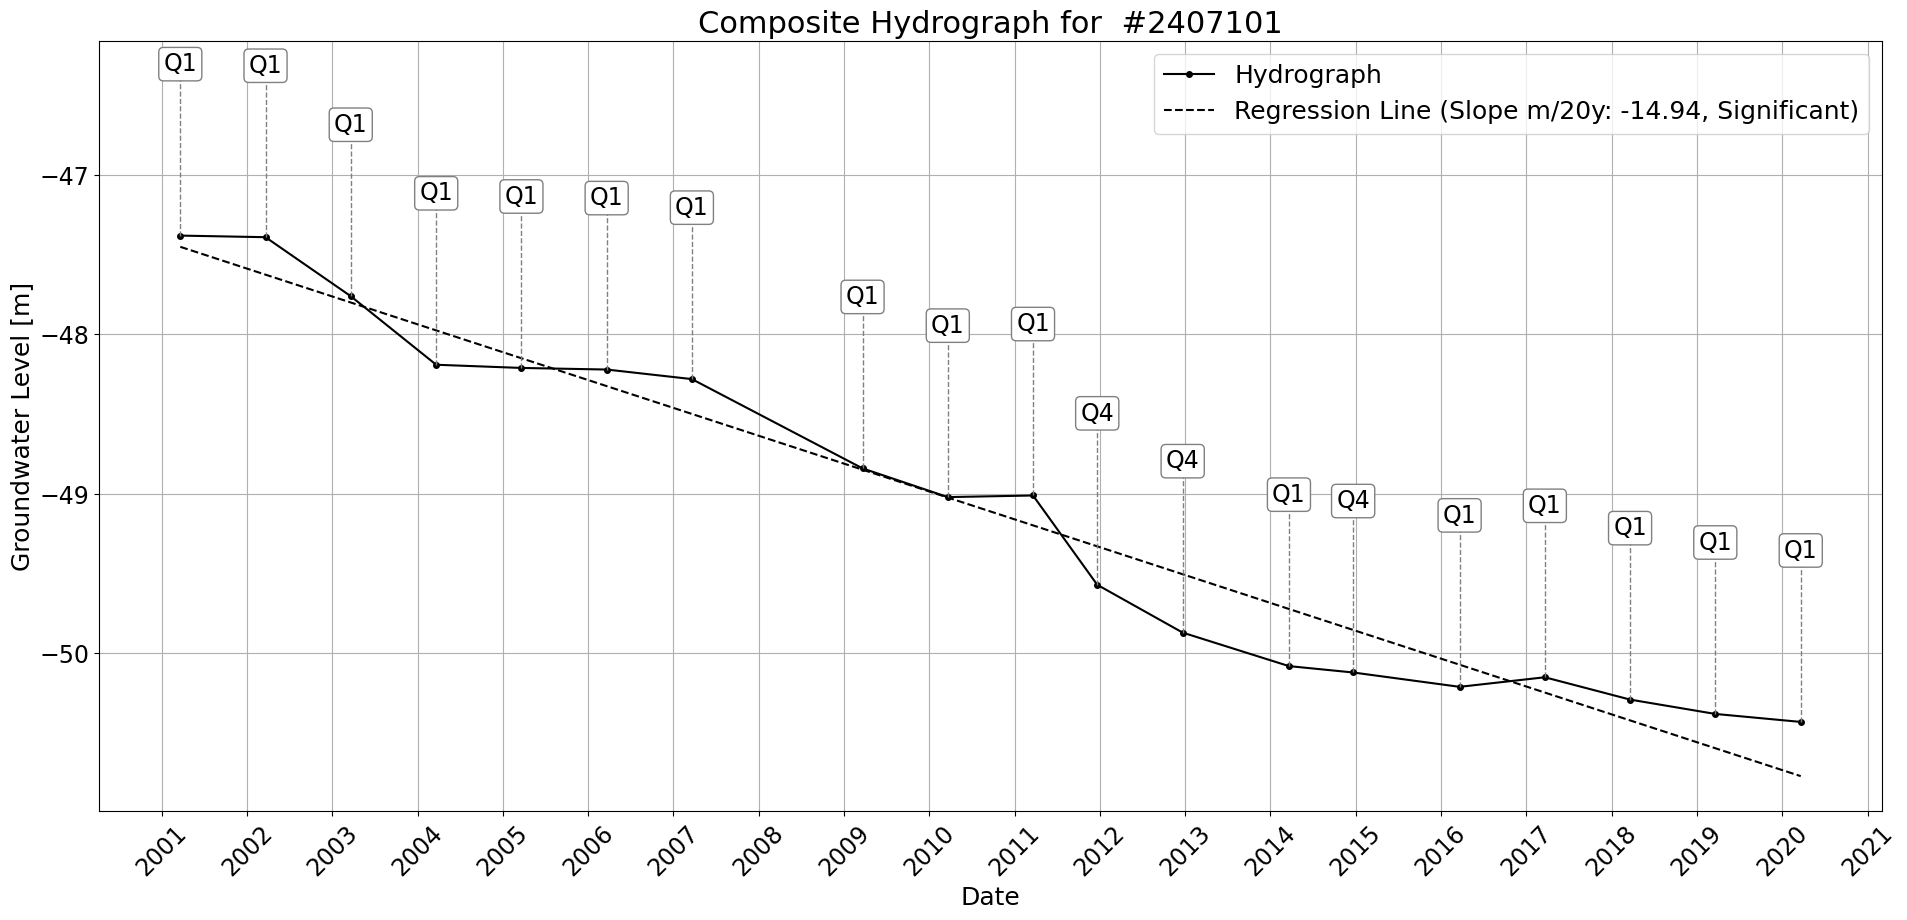 Composite Hydrograph for  #2407101
Hydrograph
Regression Line (Slope m/20y: -14.94, Significant)
Q1
Q1
Q1
Q1
Q1
Q1
Q1
Q1
Q1
Q1
Q4
Q4
Q1
Q4
Q1
Q1
Q1
Q1
Q1
Groundwater Level [m]
−47
−48
−49
−50
2001
2002
2003
2004
2005
2006
2007
2008
2009
2010
2011
2012
2013
2014
2015
2016
2017
2018
2019
2020
2021
Date